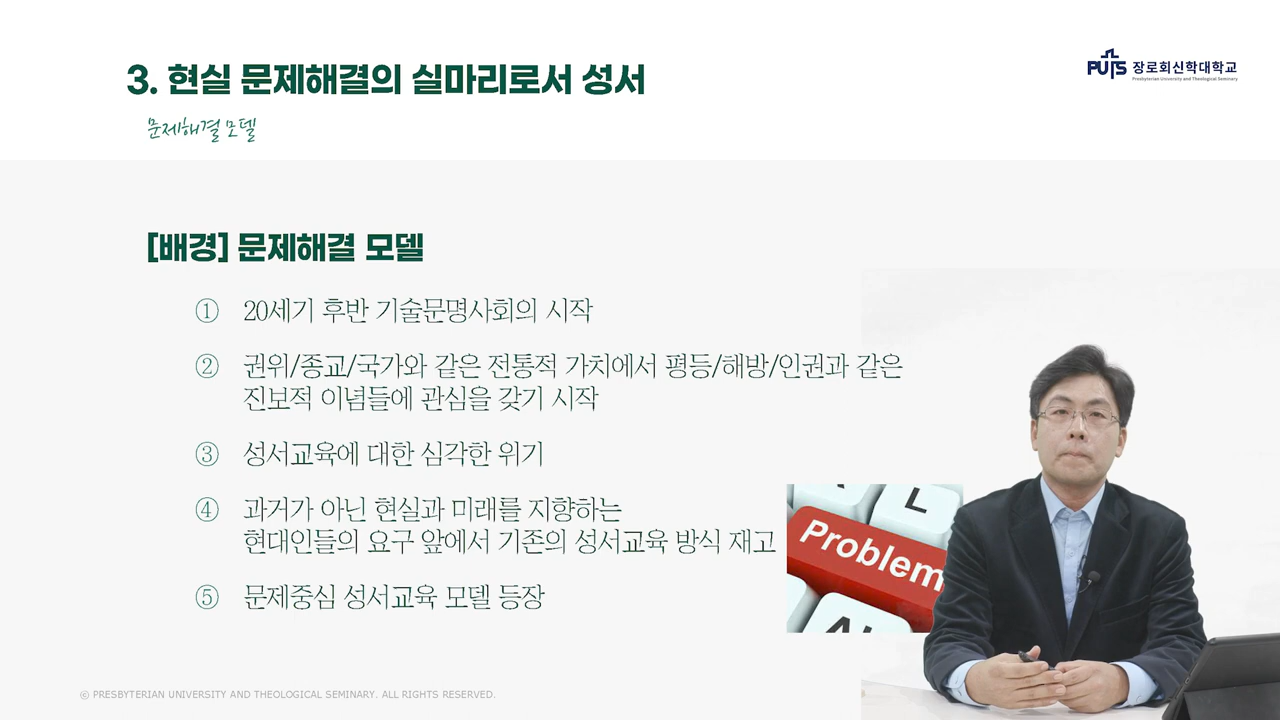 3. 현실 문제해결의 실마리로서 성서
PUTS 장로회신학대학교
Presbyterian University and Theological Seminary
문제해결 모델
[배경] 문제해결 모델
① 20세기 후반 기술문명사회의 시작
② 권위/종교/국가와 같은 전통적 가치에서 평등/해방/인권과 같은
진보적 이념들에 관심을 갖기 시작
③ 성서교육에 대한 심각한 위기
④ 과거가 아닌 현실과 미래를 지향하는
현대인들의 요구 앞에서 기존의 성서교육 방식 재고
L
Problem
⑤ 문제중심 성서교육 모델 등장
Al
ⓒ PRESBYTERIAN UNIVERSITY AND THEOLOGICAL SEMINARY. ALL RIGHTS RESERVED.